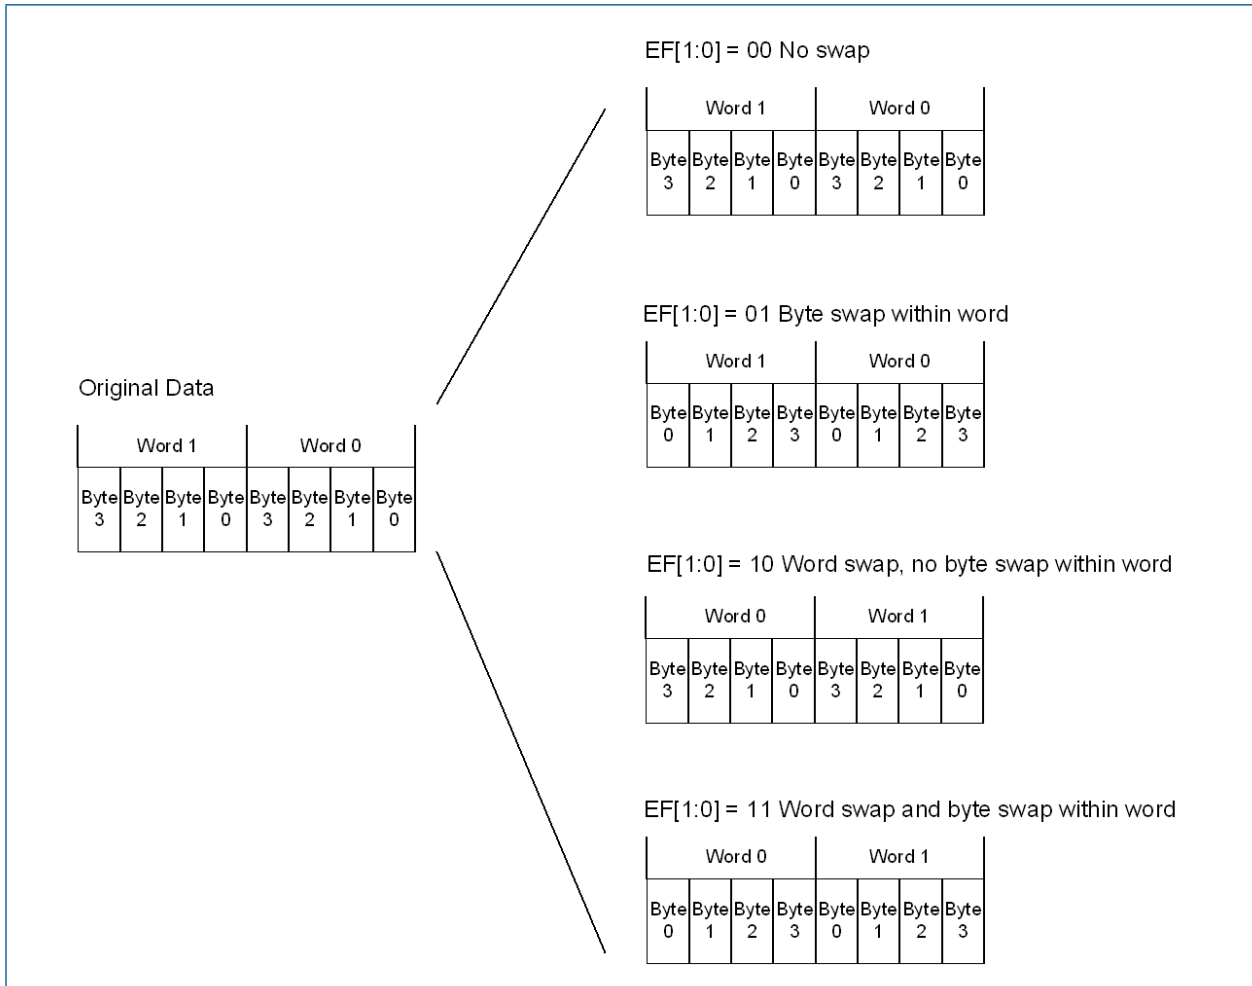 EF[1:0] = 00 No swap
Word 1 Word 0
Byte Byte Byte Byte Byte Byte Byte Byte
3 2 1 0 3 2 1 0
EF[1:0] = 01 Byte swap within word
Word 1 Word 0
Byte Byte Byte Byte Byte Byte Byte Byte
0 1 2 3 0 1 2 3
Original Data
Word 1 Word 0
Byte Byte Byte Byte Byte Byte Byte Byte
3 2 1 0 3 2 1 0
EF[1:0] = 10 Word swap, no byte swap within word
Word 0 Word 1
Byte Byte Byte Byte Byte Byte Byte Byte
3 2 1 0 3 2 1 0
EF[1:0] = 11 Word swap and byte swap within word
Word 0 Word 1
Byte Byte Byte Byte Byte Byte Byte Byte
0 1 2 3 0 1 2 3